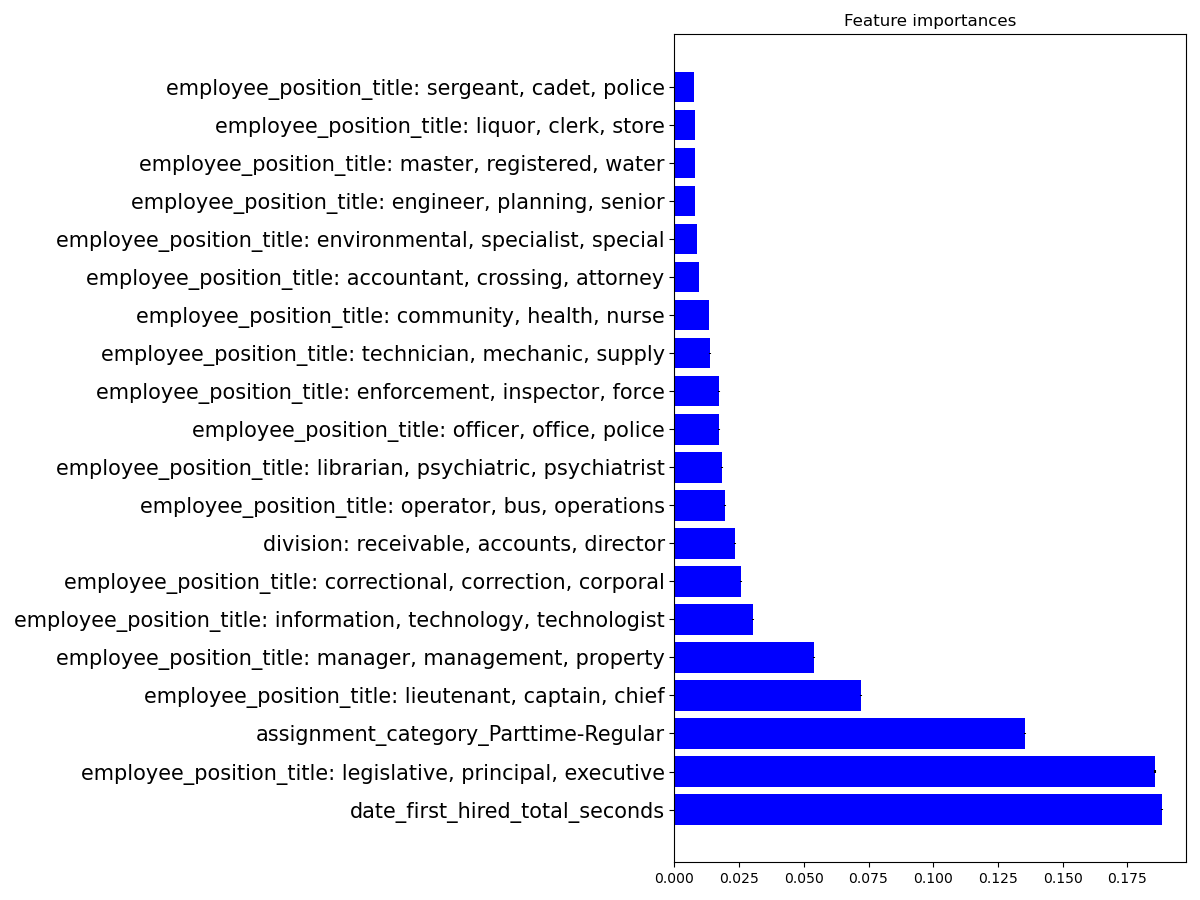 Feature importances
employee_position_title: sergeant, cadet, police
employee_position_title: liquor, clerk, store
employee_position_title: master, registered, water
employee_position_title: engineer, planning, senior
employee_position_title: environmental, specialist, special
employee_position_title: accountant, crossing, attorney
employee_position_title: community, health, nurse
employee_position_title: technician, mechanic, supply
employee_position_title: enforcement, inspector, force
employee_position_title: officer, office, police
employee_position_title: librarian, psychiatric, psychiatrist
employee_position_title: operator, bus, operations
division: receivable, accounts, director
employee_position_title: correctional, correction, corporal
employee_position_title: information, technology, technologist
employee_position_title: manager, management, property
employee_position_title: lieutenant, captain, chief
assignment_category_Parttime-Regular
employee_position_title: legislative, principal, executive
date_first_hired_total_seconds
0.000 0.025 0.050 0.075 0.100 0.125 0.150 0.175